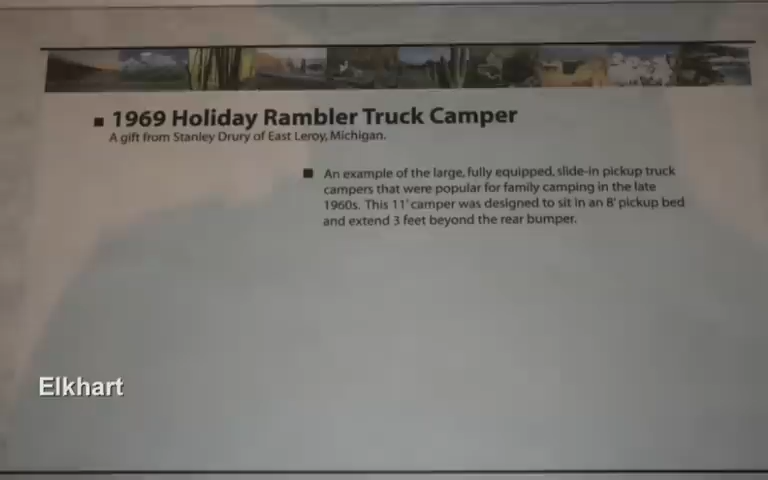 1969 Holiday Rambler Truck Camper
A gift from Stanley Drury of East Leroy, Michigan.
An example of the large, fully equipped, slide-in pickup truck
campers that were popular for family camping in the late
1960s. This 11' camper was designed to sit in an 8' pickup bed
and extend 3 feet beyond the rear bumper.
Elkhart